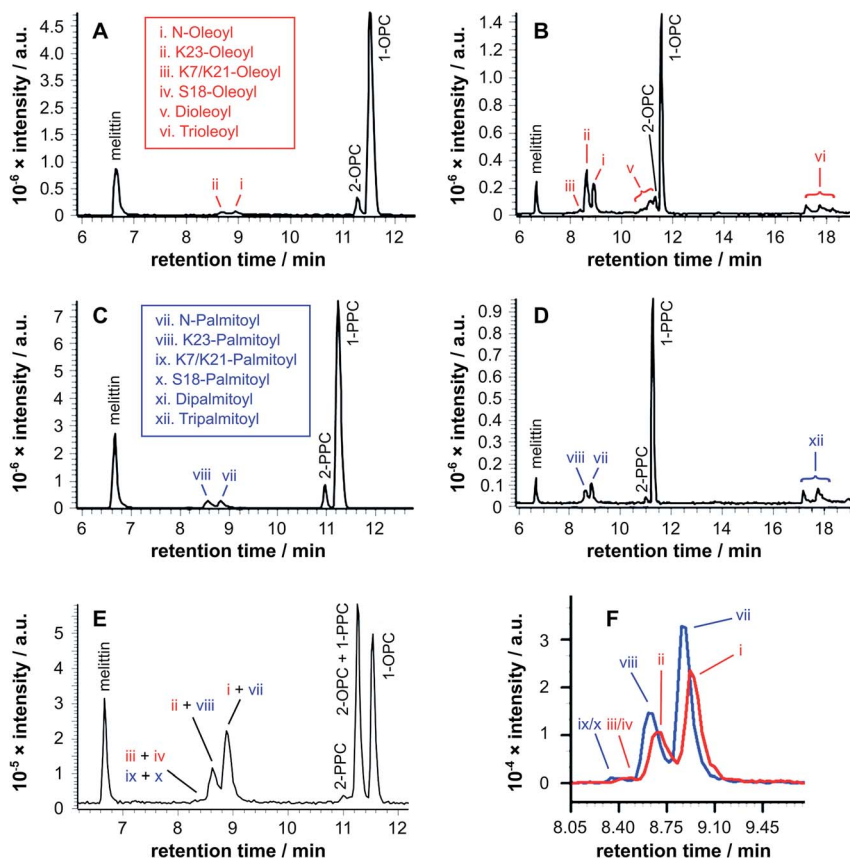 A
10⁻⁶ × intensity / a.u.
4.5
4.0
3.5
3.0
2.5
2.0
1.5
1.0
0.5
0
i. N-Oleoyl
ii. K23-Oleoyl
iii. K7/K21-Oleoyl
iv. S18-Oleoyl
v. Dioleoyl
vi. Trioleoyl
melittin
ii
i
2-OPC
1-OPC
6 7 8 9 10 11 12
retention time / min
B
10⁻⁶ × intensity / a.u.
1.4
1.2
1.0
0.8
0.6
0.4
0.2
0
melittin
iii
ii
i
v
2-OPC
1-OPC
vi
6 8 10 12 14 16 18
retention time / min
C
10⁻⁶ × intensity / a.u.
7
6
5
4
3
2
1
0
vii. N-Palmitoyl
viii. K23-Palmitoyl
ix. K7/K21-Palmitoyl
x. S18-Palmitoyl
xi. Dipalmitoyl
xii. Tripalmitoyl
melittin
viii
vii
2-PPC
1-PPC
6 7 8 9 10 11 12
retention time / min
D
10⁻⁶ × intensity / a.u.
0.9
0.8
0.7
0.6
0.5
0.4
0.3
0.2
0.1
0
melittin
viii
vii
2-PPC
1-PPC
xii
6 8 10 12 14 16 18
retention time / min
E
10⁻⁵ × intensity / a.u.
5
4
3
2
1
0
melittin
iii + iv
ix + x
ii + viii
i + vii
2-PPC
2-OPC + 1-PPC
1-OPC
7 8 9 10 11 12
retention time / min
F
10⁻⁴ × intensity / a.u.
3
2
1
0
ix/x
iii/iv
viii
ii
vii
i
8.05 8.40 8.75 9.10 9.45
retention time / min